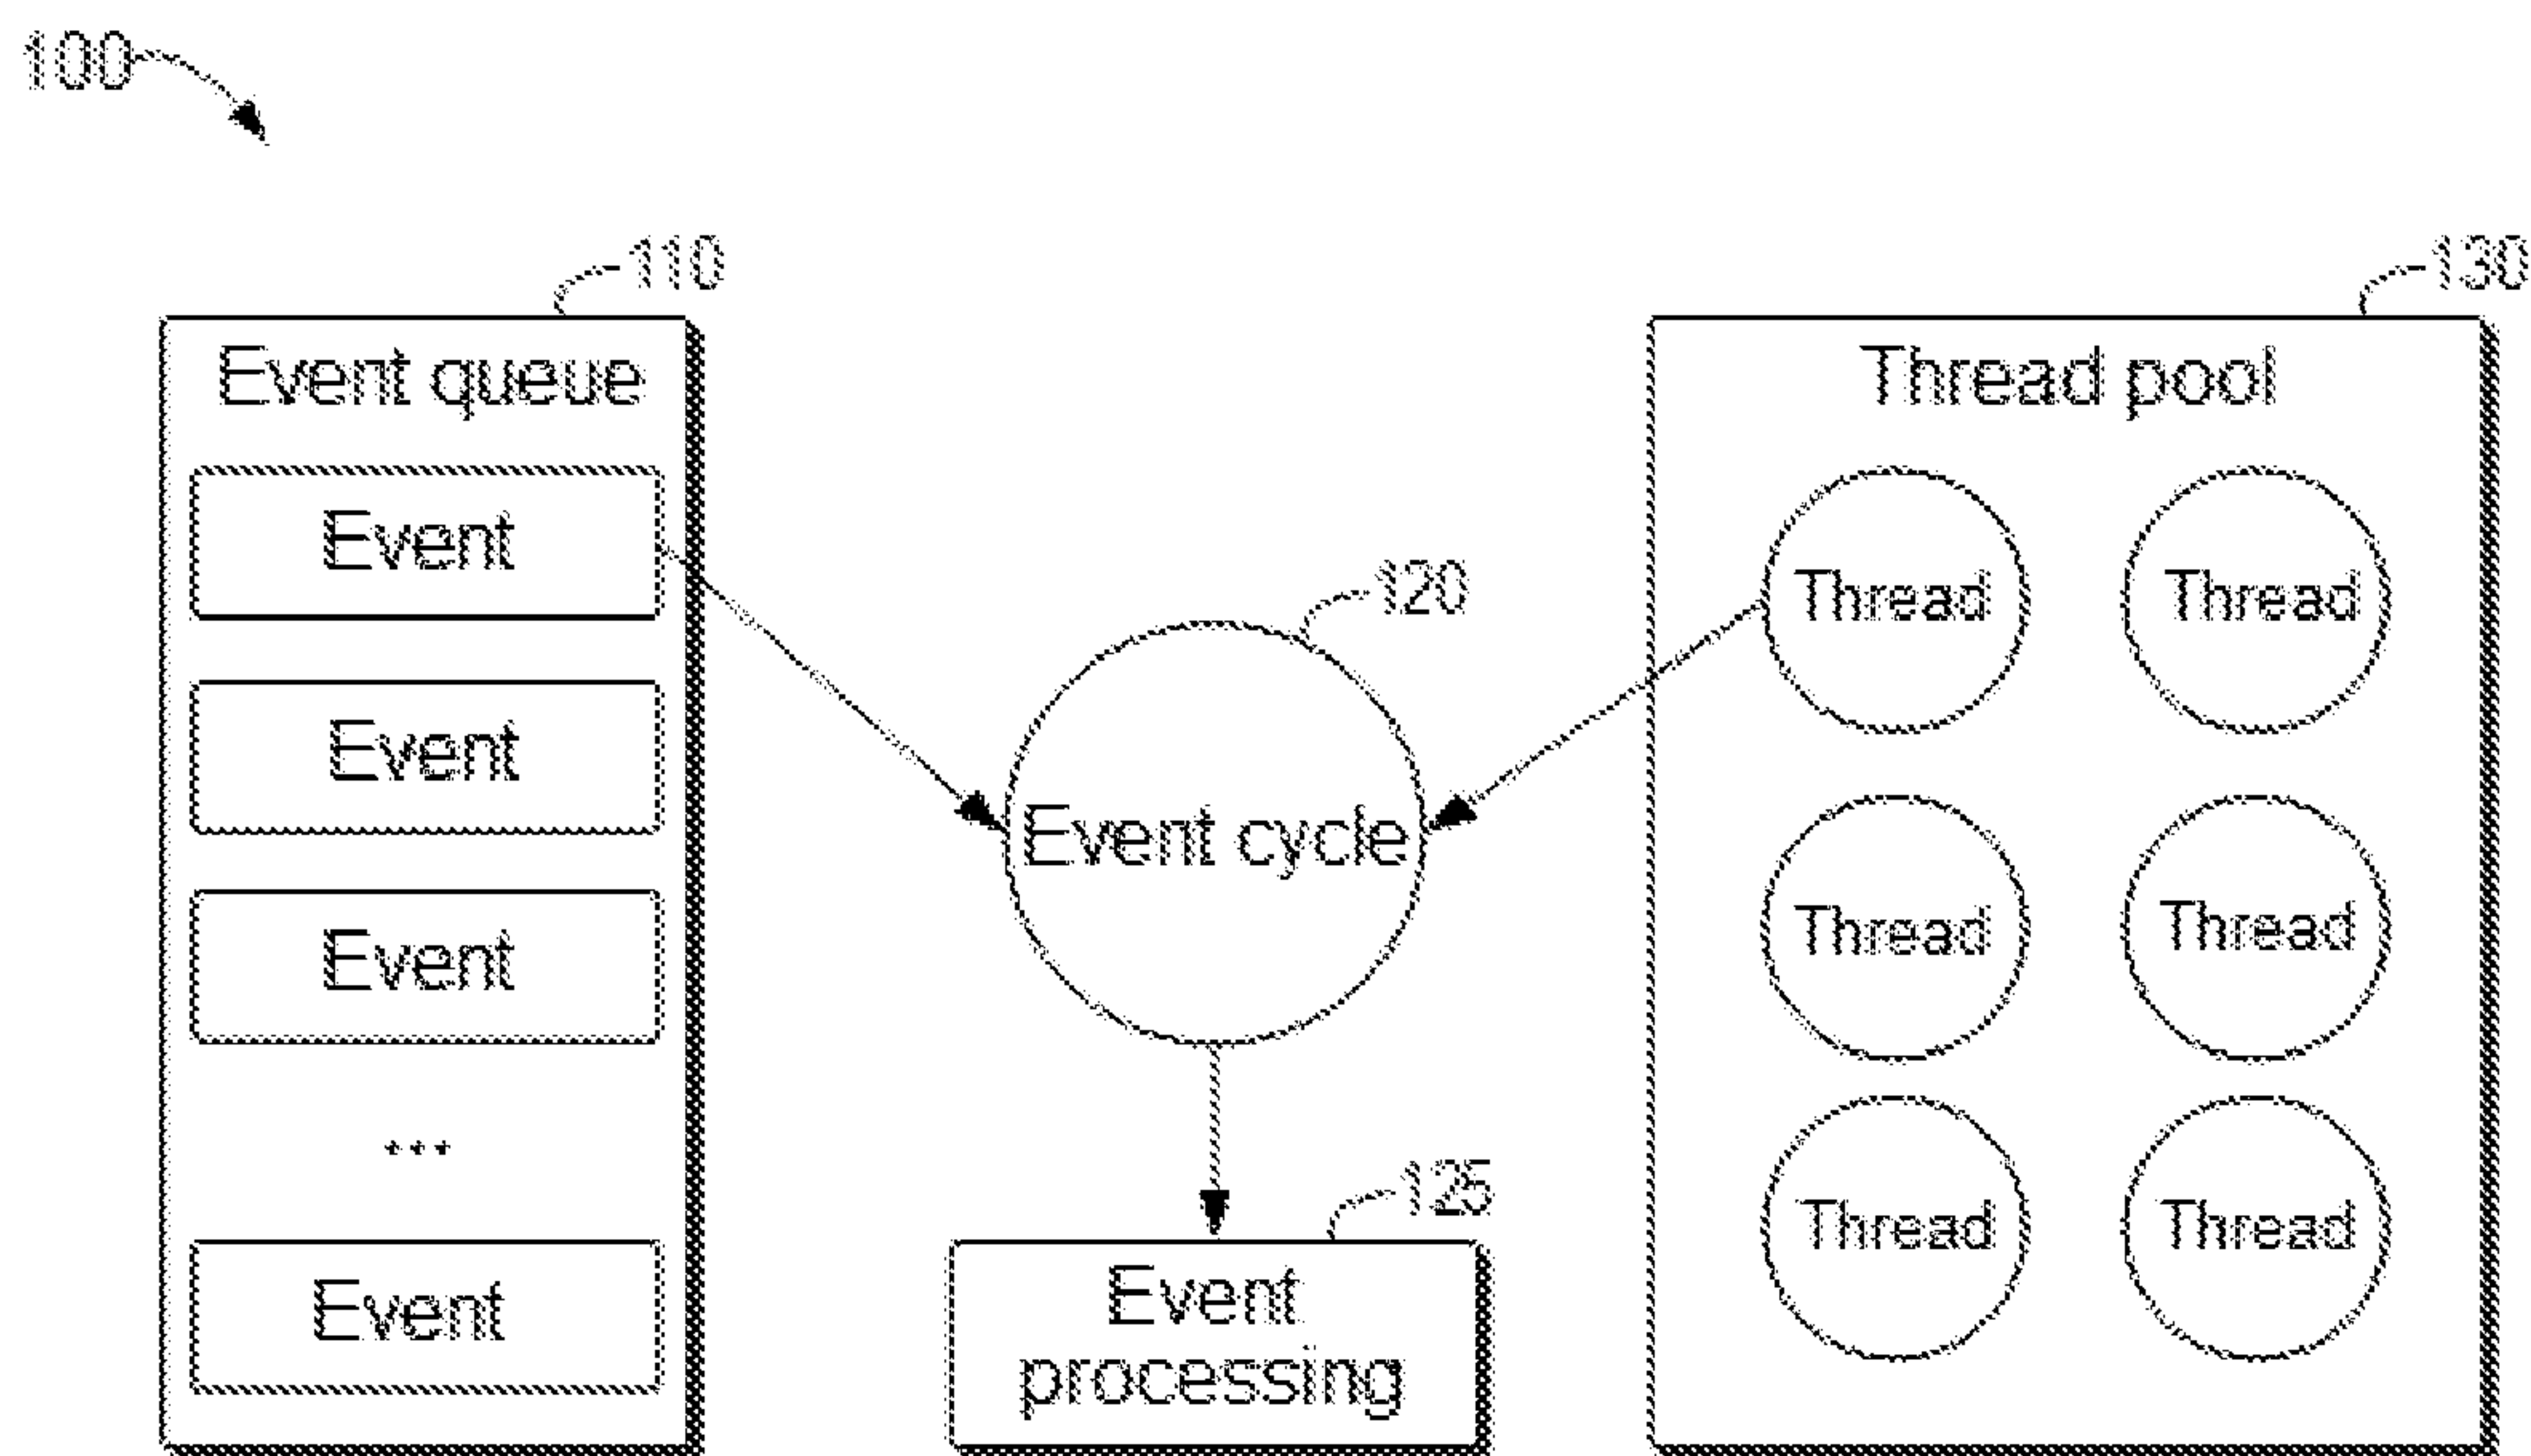 100
110
Event queue
Event
Event
Event
...
Event
120
Event cycle
125
Event
processing
130
Thread pool
Thread Thread
Thread Thread
Thread Thread